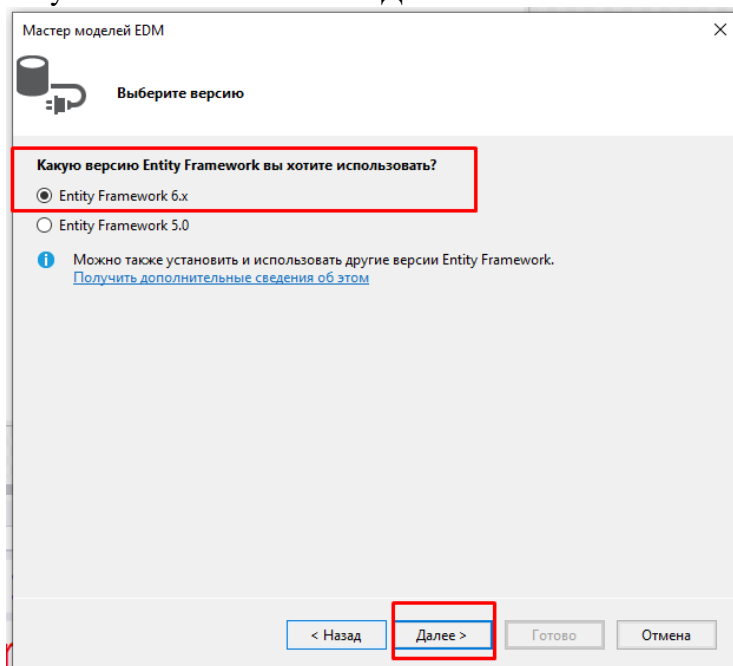 Мастер моделей EDM
Выберите версию
Какую версию Entity Framework вы хотите использовать?
Entity Framework 6.x
Entity Framework 5.0
Можно также установить и использовать другие версии Entity Framework.
Получить дополнительные сведения об этом
< Назад Далее > Готово Отмена